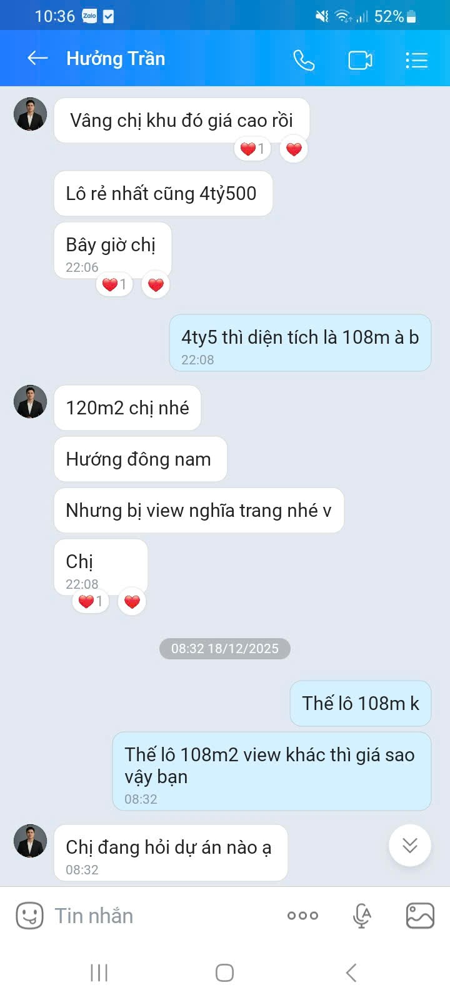 10:36 Zalo 52%
Hưởng Trần
Vâng chị khu đó giá cao rồi
1
Lô rẻ nhất cũng 4tỷ500
Bây giờ chị
22:06
1
4ty5 thì diện tích là 108m à b
22:08
120m2 chị nhé
Hướng đông nam
Nhưng bị view nghĩa trang nhé v
Chị
22:08
1
08:32 18/12/2025
Thế lô 108m k
Thế lô 108m2 view khác thì giá sao
vậy bạn
08:32
Chị đang hỏi dự án nào ạ
08:32
Tin nhắn